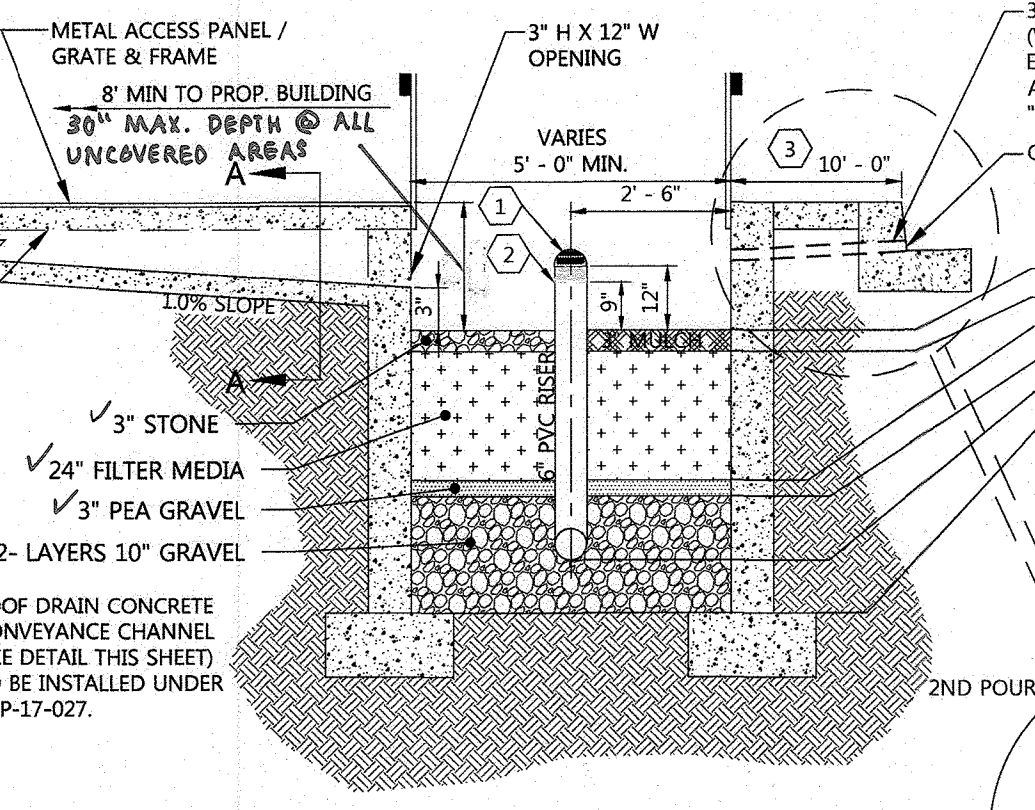 METAL ACCESS PANEL /
GRATE & FRAME
3" H X 12" W
OPENING
8' MIN TO PROP. BUILDING
30" MAX. DEPTH @ ALL
UNCOVERED AREAS
A
VARIES
5' - 0" MIN.
3
10' - 0"
2' - 6"
1
2
1.0% SLOPE
3"
9"
12"
MULCH
6" PVC RISER
A
3" STONE
24" FILTER MEDIA
3" PEA GRAVEL
2- LAYERS 10" GRAVEL
OF DRAIN CONCRETE
ONVEYANCE CHANNEL
E DETAIL THIS SHEET)
BE INSTALLED UNDER
P-17-027.
2ND POUR